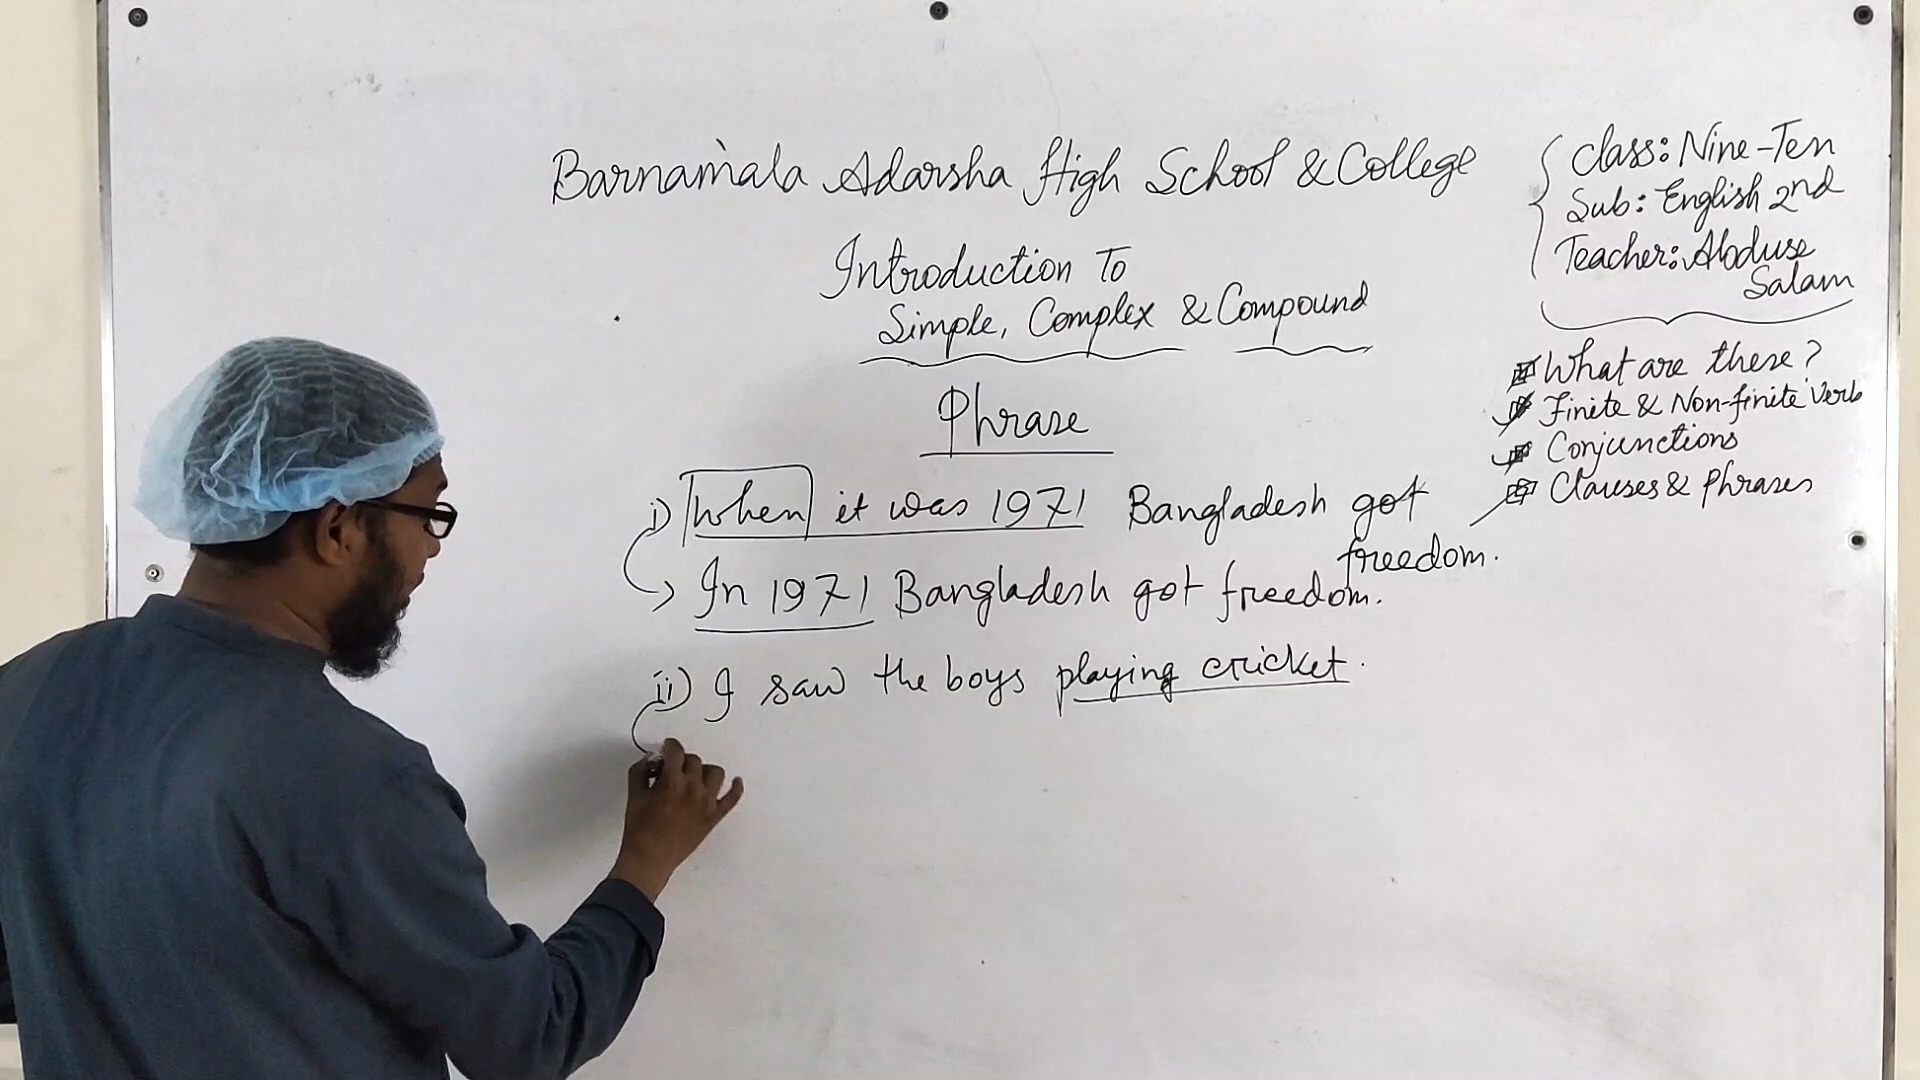 Barnamala Adarsha High School & College
Introduction To
Simple, Complex & Compound
Phrase
i) When it was 1971 Bangladesh got
freedom.
In 1971 Bangladesh got freedom.
ii) I saw the boys playing cricket.
Class: Nine-Ten
Sub: English 2nd
Teacher: Abduse
Salam
What are these?
Finite & Non-finite Verb
Conjunctions
Clauses & Phrases